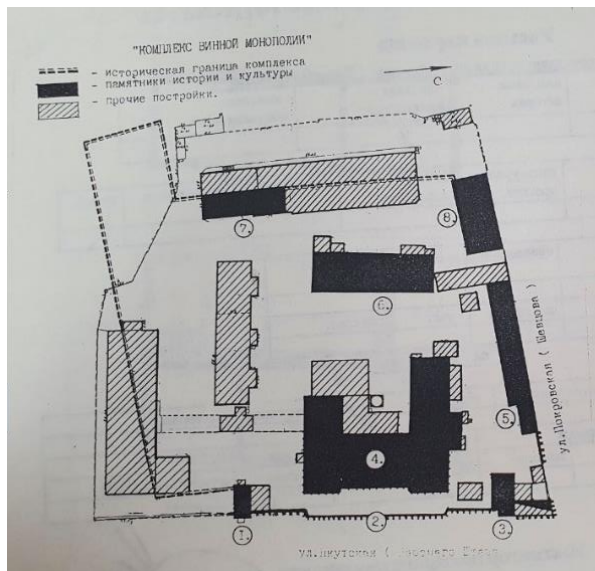 "КОМПЛЕКС ВИННОЙ МОНОПОЛИИ"
- историческая граница комплекса
- памятники истории и культуры
- прочие постройки.
С
7.
8.
6.
5.
4.
1.
2.
3.
ул.Покровская ( Шевцова )
ул.Якутская (